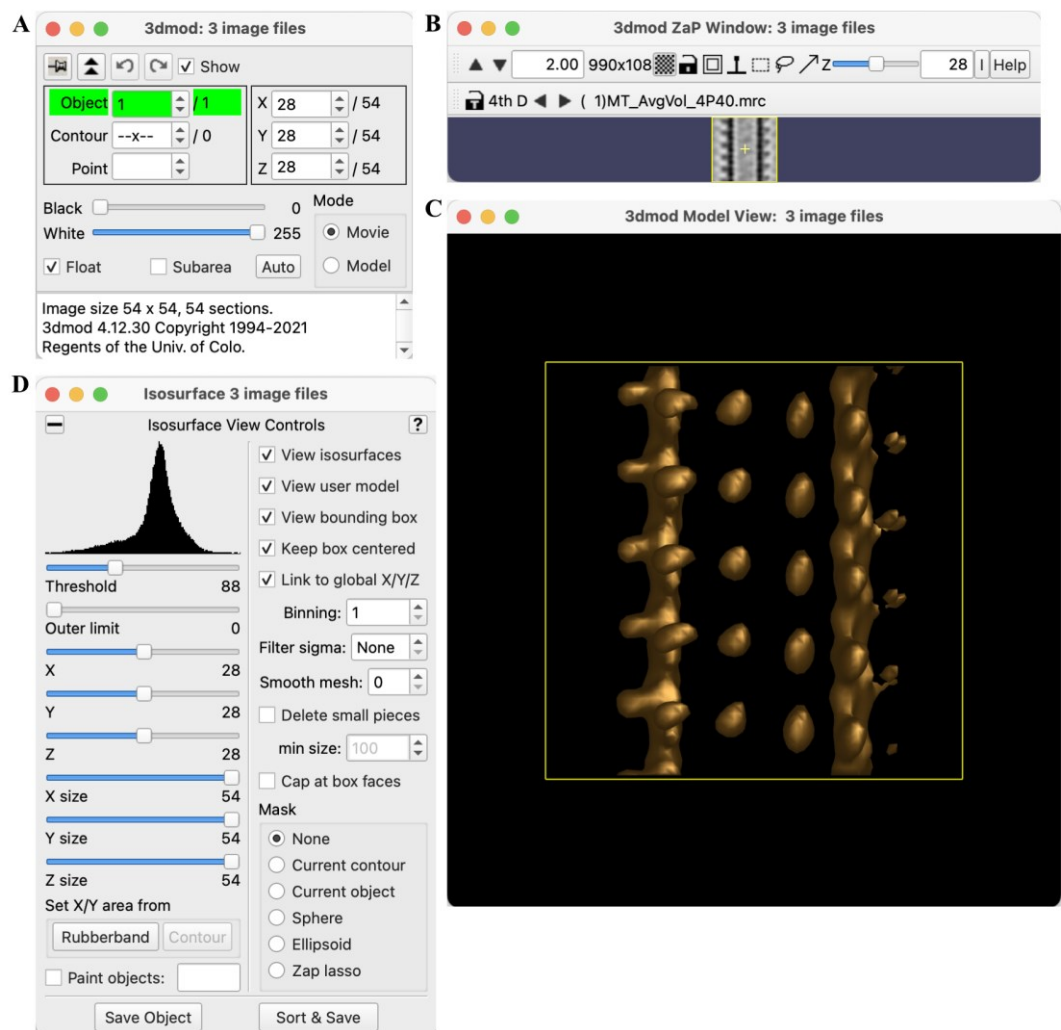 A
3dmod: 3 image files
Show
Object 1 / 1
Contour --x-- / 0
Point
X 28 / 54
Y 28 / 54
Z 28 / 54
Black 0
White 255
Mode
Movie
Model
Float Subarea Auto
Image size 54 x 54, 54 sections.
3dmod 4.12.30 Copyright 1994-2021
Regents of the Univ. of Colo.
B
3dmod ZaP Window: 3 image files
2.00 990x108 Z 28 I Help
4th D ( 1)MT_AvgVol_4P40.mrc
C
3dmod Model View: 3 image files
D
Isosurface 3 image files
Isosurface View Controls ?
Threshold 88
Outer limit 0
X 28
Y 28
Z 28
X size 54
Y size 54
Z size 54
Set X/Y area from
Rubberband Contour
Paint objects:
View isosurfaces
View user model
View bounding box
Keep box centered
Link to global X/Y/Z
Binning: 1
Filter sigma: None
Smooth mesh: 0
Delete small pieces
min size: 100
Cap at box faces
Mask
None
Current contour
Current object
Sphere
Ellipsoid
Zap lasso
Save Object Sort & Save